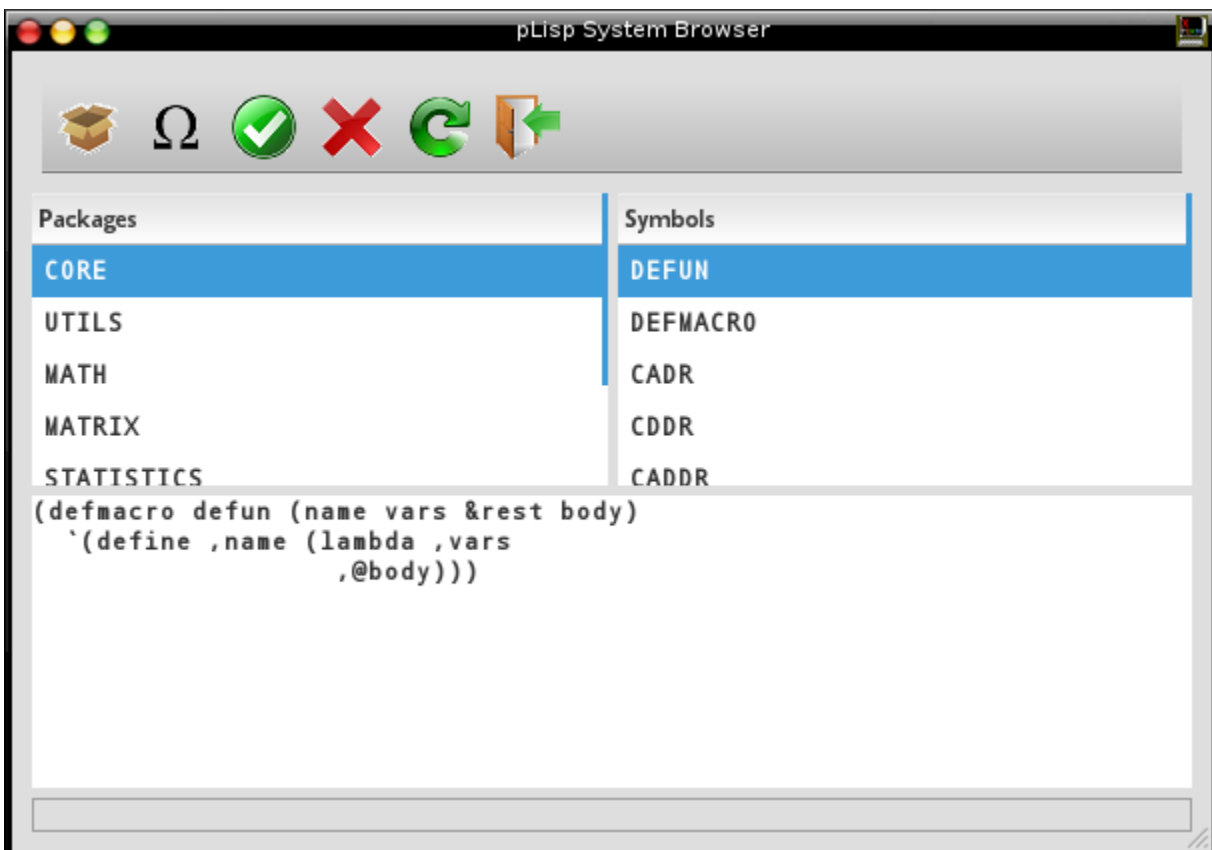 pLisp System Browser
Ω
Packages
CORE
UTILS
MATH
MATRIX
STATISTICS
Symbols
DEFUN
DEFMACRO
CADR
CDDR
CADDR
(defmacro defun (name vars &rest body)
  `(define ,name (lambda ,vars
                  ,@body)))